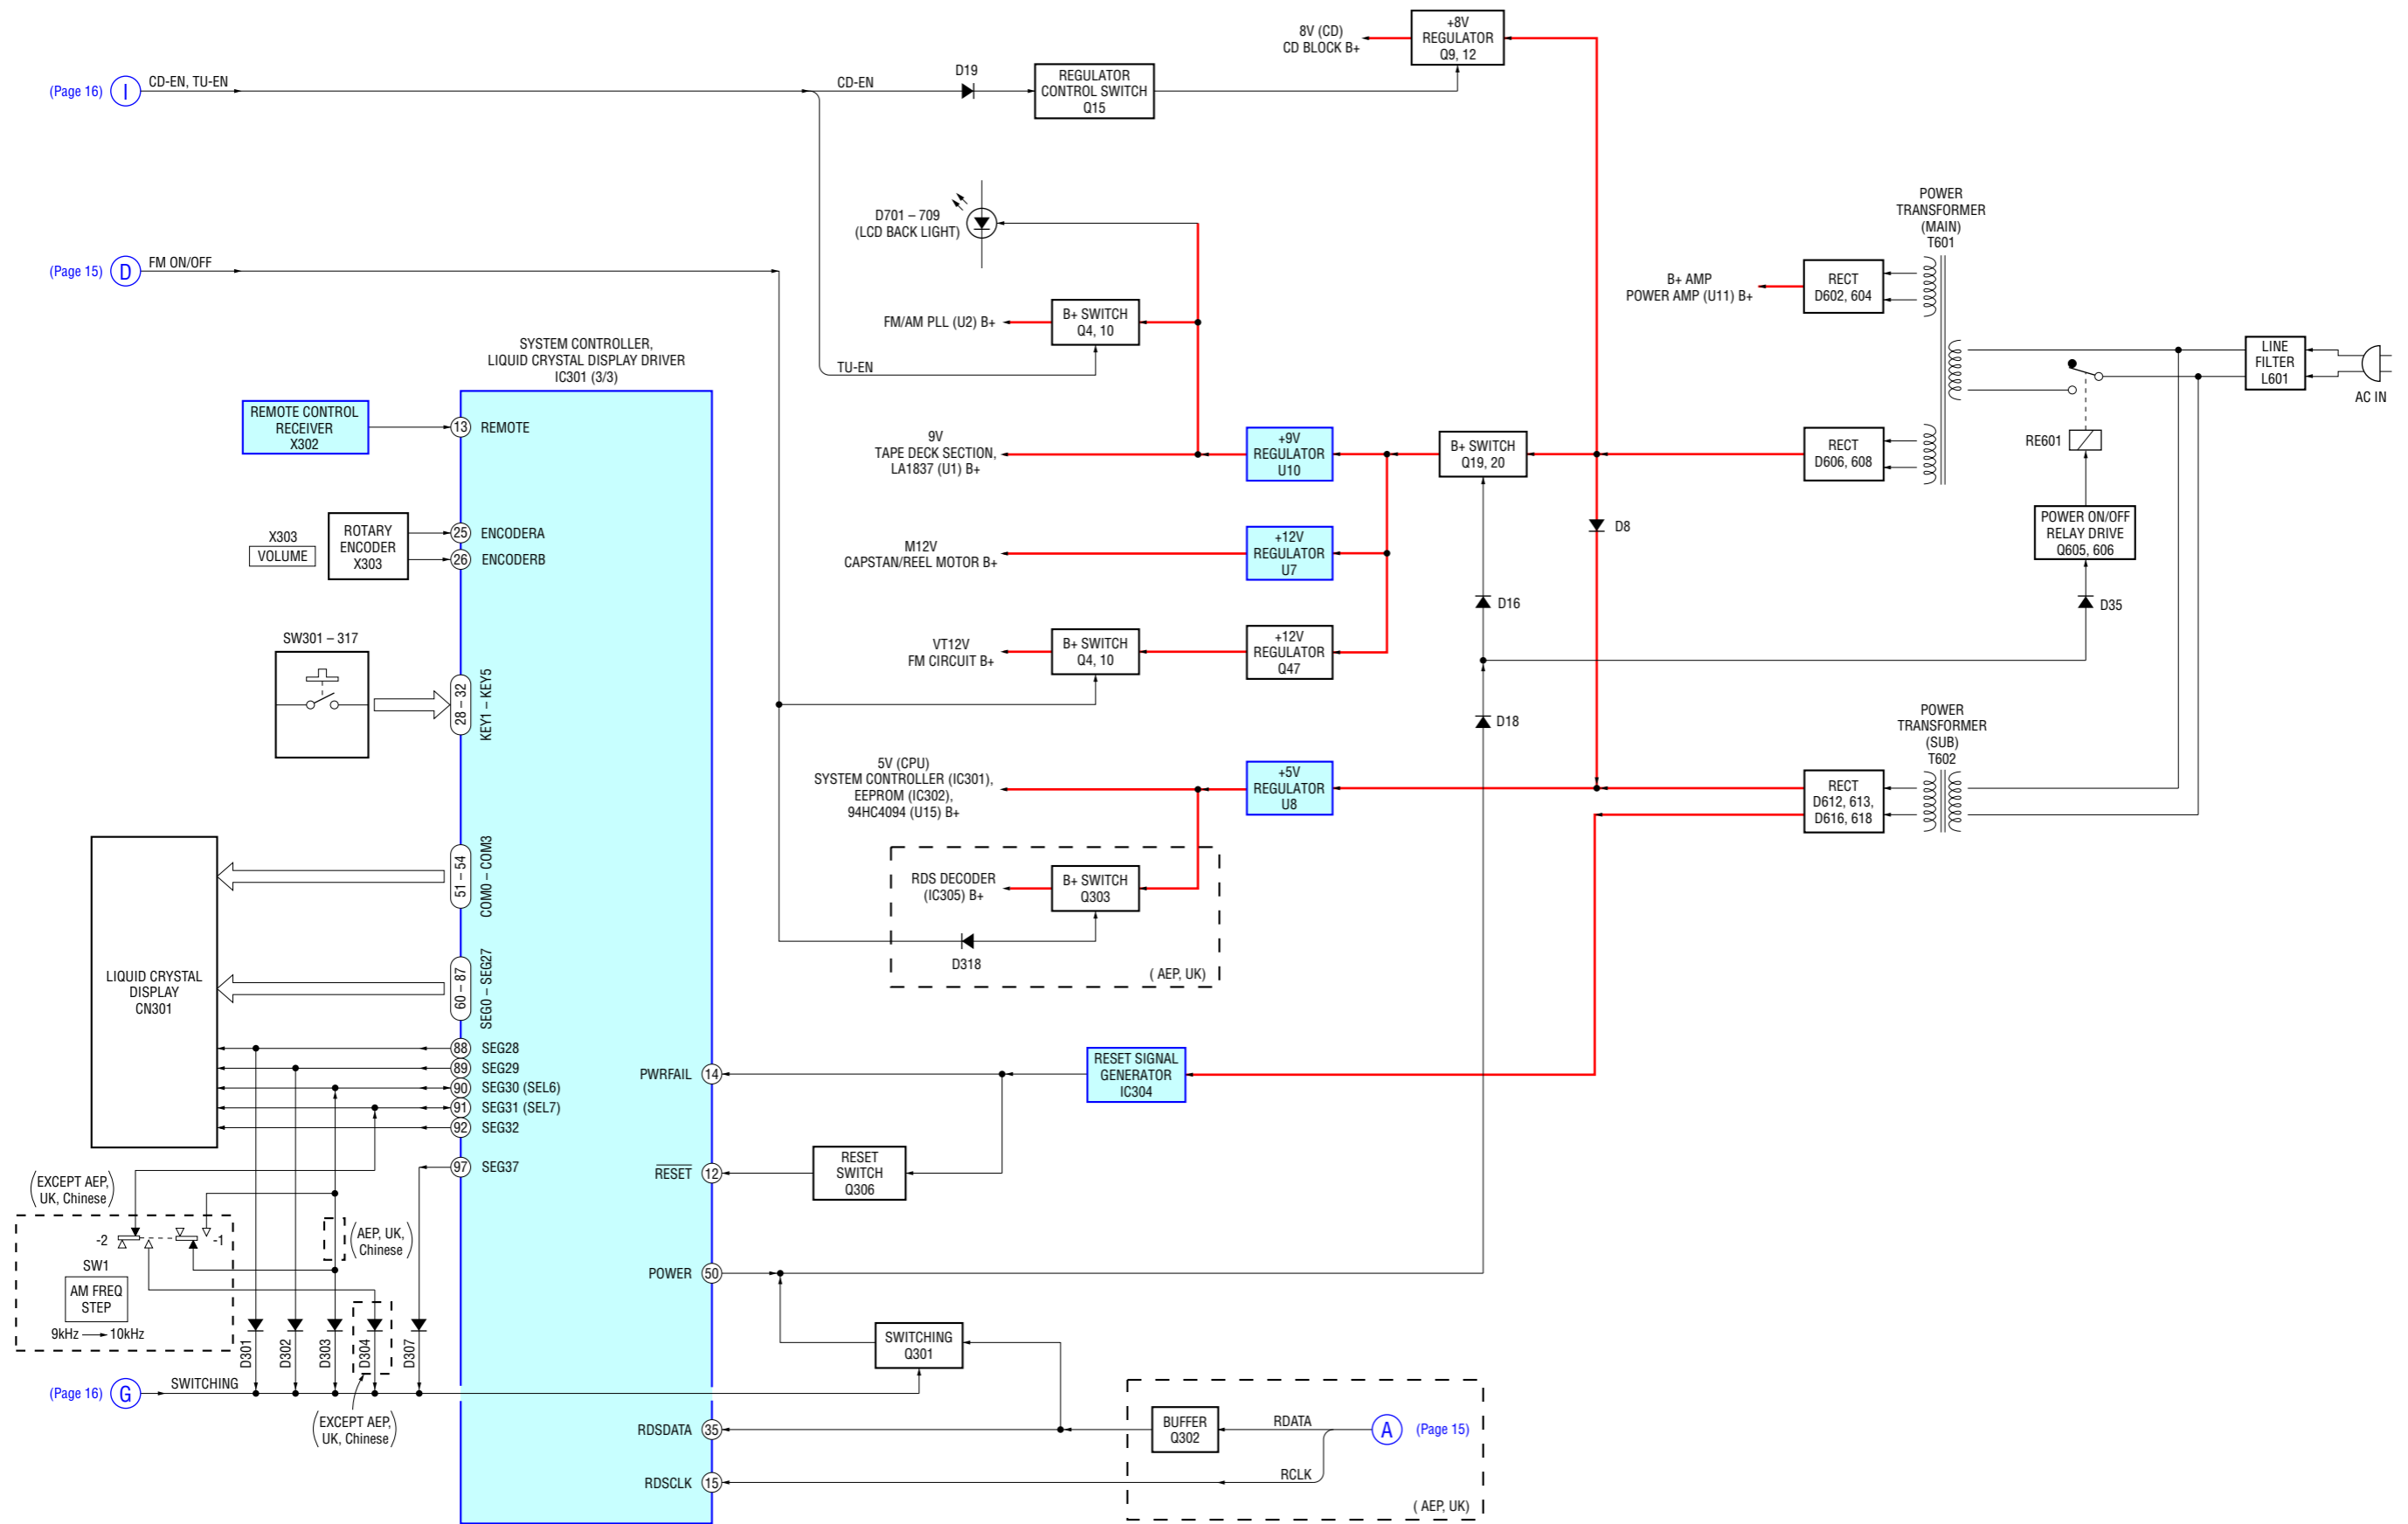 8V (CD)
CD BLOCK B+
+8V
REGULATOR
Q9, 12
(Page 16)
I
CD-EN, TU-EN
CD-EN
D19
REGULATOR
CONTROL SWITCH
Q15
D701 – 709
(LCD BACK LIGHT)
(Page 15)
D
FM ON/OFF
FM/AM PLL (U2) B+
B+ SWITCH
Q4, 10
TU-EN
B+ AMP
POWER AMP (U11) B+
RECT
D602, 604
POWER
TRANSFORMER
(MAIN)
T601
LINE
FILTER
L601
AC IN
SYSTEM CONTROLLER,
LIQUID CRYSTAL DISPLAY DRIVER
IC301 (3/3)
REMOTE CONTROL
RECEIVER
X302
13
REMOTE
9V
TAPE DECK SECTION,
LA1837 (U1) B+
+9V
REGULATOR
U10
B+ SWITCH
Q19, 20
RECT
D606, 608
RE601
X303
VOLUME
ROTARY
ENCODER
X303
25
ENCODERA
26
ENCODERB
M12V
CAPSTAN/REEL MOTOR B+
+12V
REGULATOR
U7
D8
POWER ON/OFF
RELAY DRIVE
Q605, 606
D16
D35
SW301 – 317
28 – 32
KEY1 – KEY5
VT12V
FM CIRCUIT B+
B+ SWITCH
Q4, 10
+12V
REGULATOR
Q47
D18
POWER
TRANSFORMER
(SUB)
T602
5V (CPU)
SYSTEM CONTROLLER (IC301),
EEPROM (IC302),
94HC4094 (U15) B+
+5V
REGULATOR
U8
RECT
D612, 613,
D616, 618
RDS DECODER
(IC305) B+
B+ SWITCH
Q303
D318
( AEP, UK)
LIQUID CRYSTAL
DISPLAY
CN301
51 – 54
COM0 – COM3
60 – 87
SEG0 – SEG27
88
SEG28
89
SEG29
90
SEG30 (SEL6)
91
SEG31 (SEL7)
92
SEG32
97
SEG37
PWRFAIL
14
RESET SIGNAL
GENERATOR
IC304
RESET
12
RESET
SWITCH
Q306
(EXCEPT AEP,
UK, Chinese)
-2
-1
SW1
AM FREQ
STEP
9kHz
10kHz
(AEP, UK,
Chinese)
D301
D302
D303
D304
D307
POWER
50
SWITCHING
Q301
(Page 16)
G
SWITCHING
(EXCEPT AEP,
UK, Chinese)
RDSDATA
35
BUFFER
Q302
RDATA
A
(Page 15)
RDSCLK
15
RCLK
( AEP, UK)